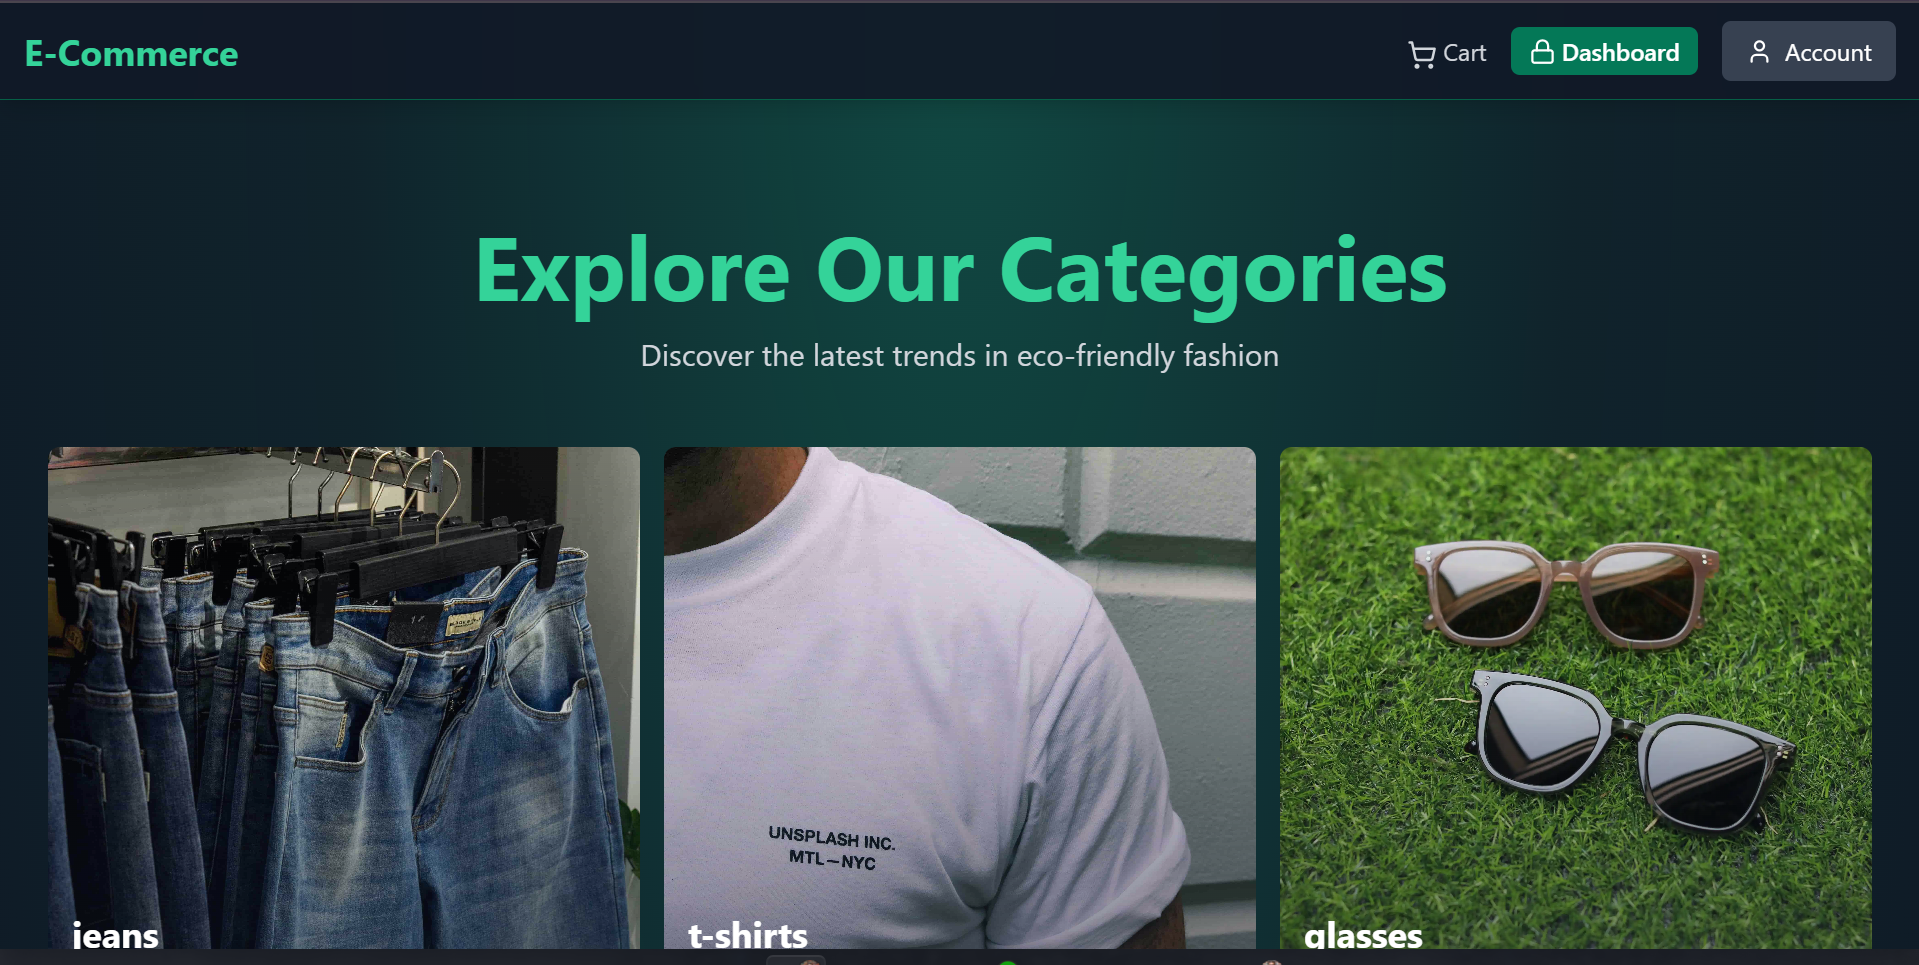 E-Commerce
Cart
Dashboard
Account
Explore Our Categories
Discover the latest trends in eco-friendly fashion
UNSPLASH INC.
MTL—NYC
jeans
t-shirts
glasses